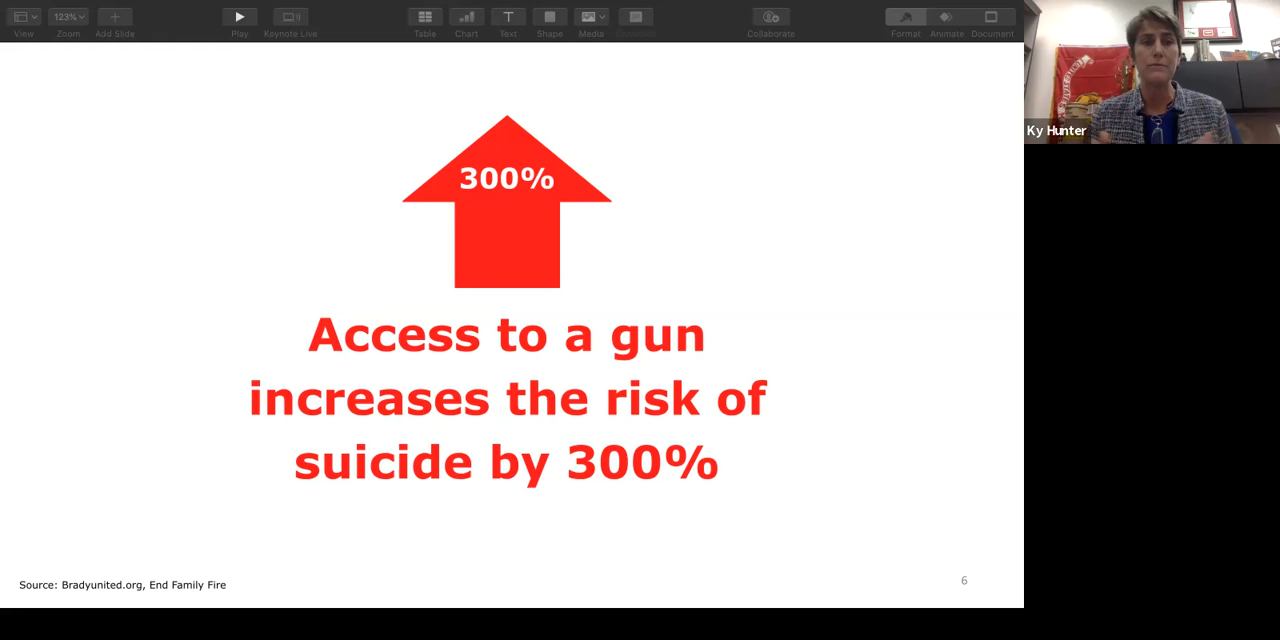 View
123%
Zoom
Add Slide
Play
Keynote Live
Table
Chart
Text
Shape
Media
Collaborate
Format
Animate
Document
Ky Hunter
300%
Access to a gun
increases the risk of
suicide by 300%
Source: Bradyunited.org, End Family Fire
6